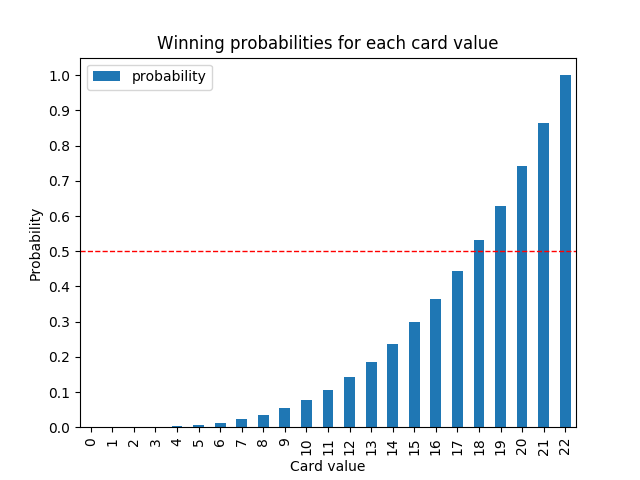 Winning probabilities for each card value
probability
1.0
0.9
0.8
0.7
0.6
0.5
0.4
0.3
0.2
0.1
0.0
Probability
0 1 2 3 4 5 6 7 8 9 10 11 12 13 14 15 16 17 18 19 20 21 22
Card value